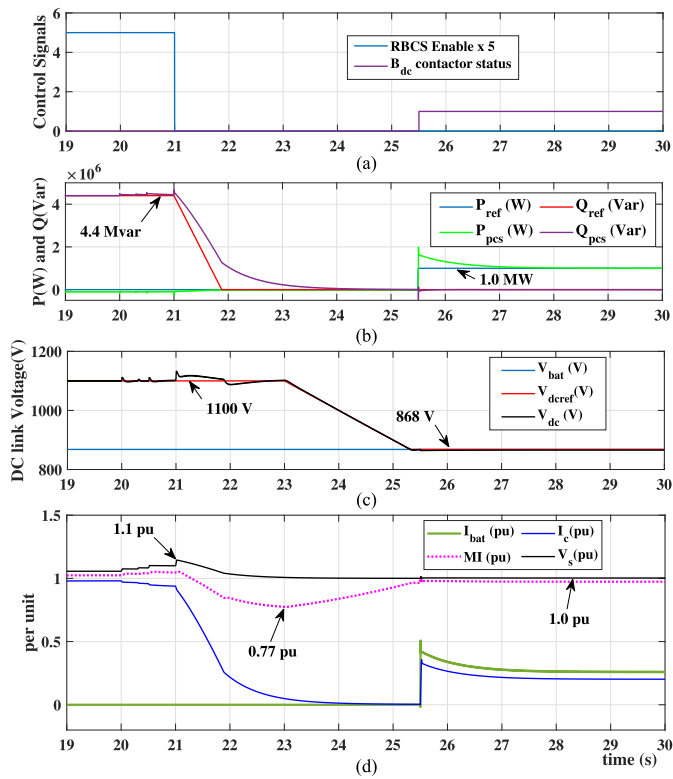 Control Signals
6
4
2
0
RBCS Enable x 5
B_dc contactor status
19 20 21 22 23 24 25 26 27 28 29 30
(a)
×10^6
P(W) and Q(Var)
4
2
0
4.4 Mvar
P_ref (W) Q_ref (Var)
P_pcs (W) Q_pcs (Var)
1.0 MW
19 20 21 22 23 24 25 26 27 28 29 30
(b)
DC link Voltage(V)
1200
1000
800
V_bat (V)
V_dcref(V)
V_dc (V)
1100 V
868 V
19 20 21 22 23 24 25 26 27 28 29 30
(c)
per unit
1.5
1
0.5
0
1.1 pu
I_bat (pu) I_c(pu)
MI (pu) V_s(pu)
0.77 pu
1.0 pu
19 20 21 22 23 24 25 26 27 28 29 30
time (s)
(d)